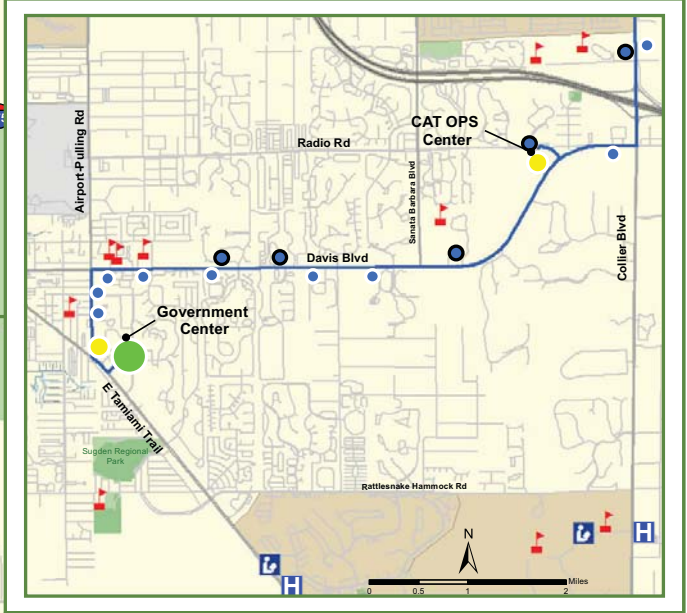 CAT OPS
Center
Radio Rd
Airport-Pulling Rd
Sanata Barbara Blvd
Collier Blvd
Davis Blvd
Government
Center
E Tamiami Trail
Sugden Regional
Park
Rattlesnake Hammock Rd
N
H
H
Miles
0 0.5 1 2